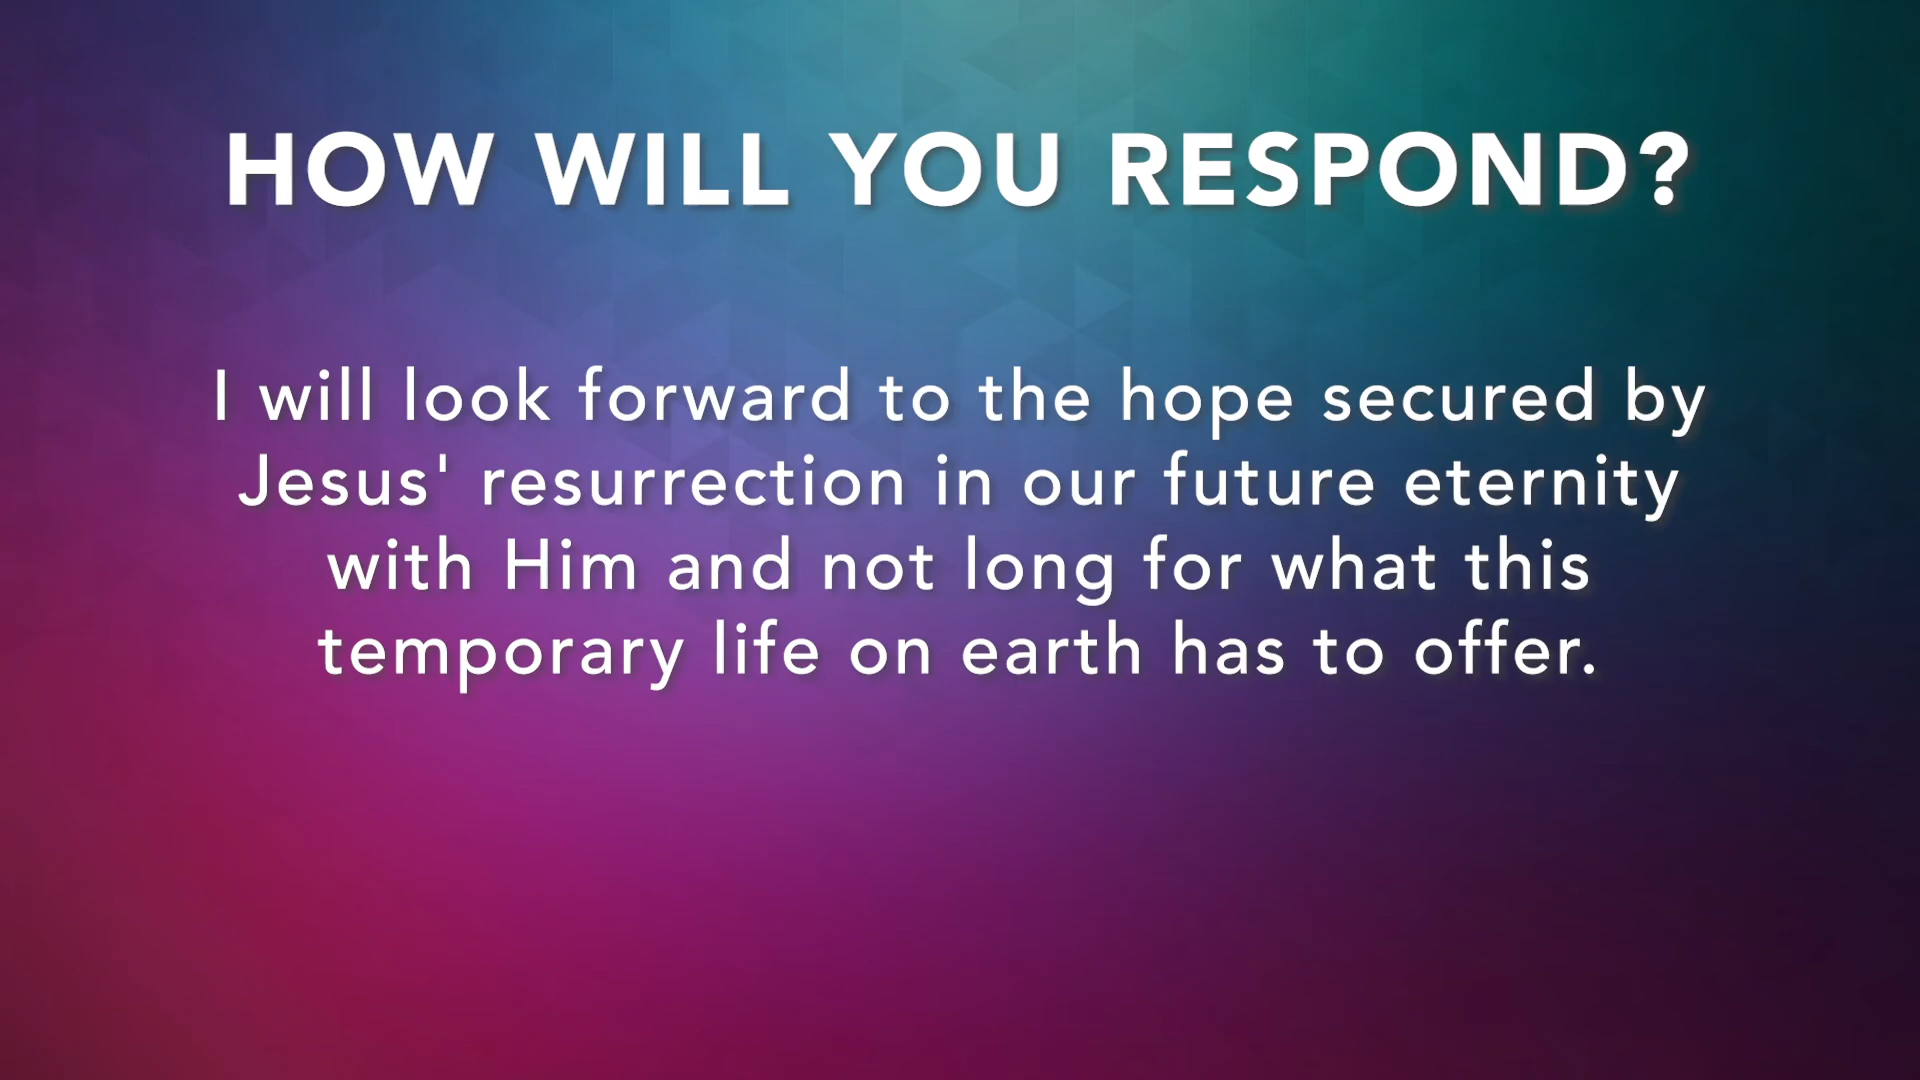 HOW WILL YOU RESPOND?
I will look forward to the hope secured by
Jesus' resurrection in our future eternity
with Him and not long for what this
temporary life on earth has to offer.